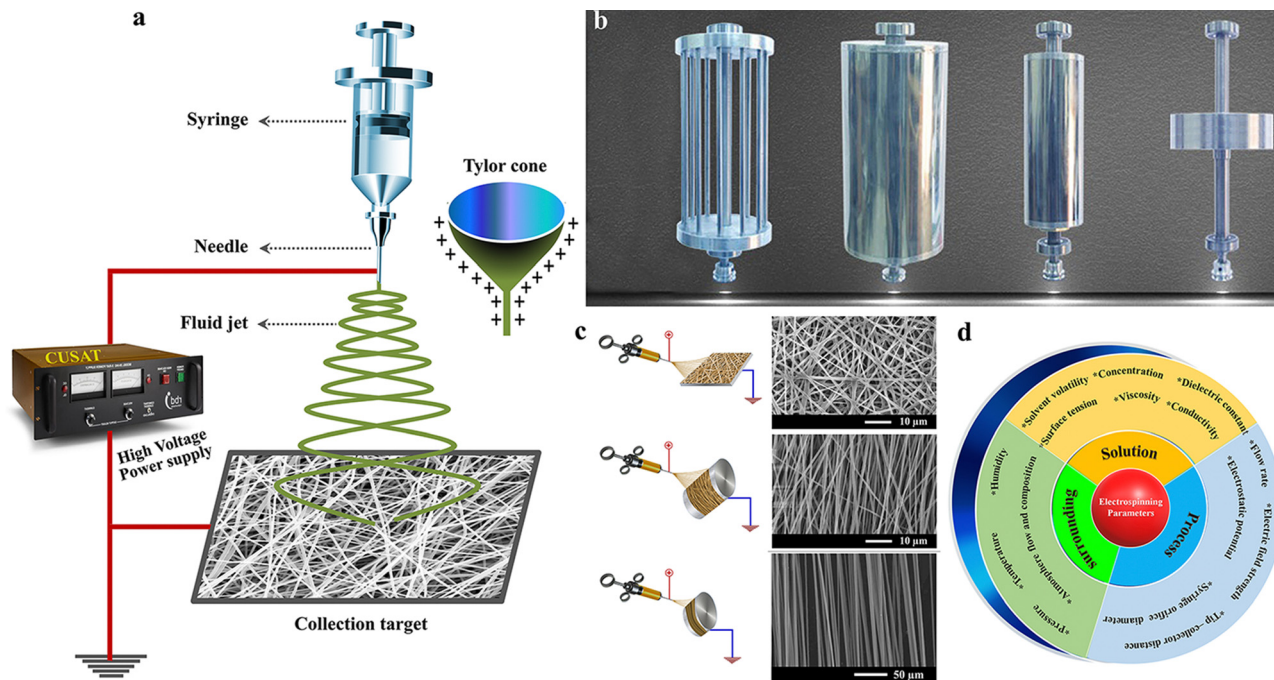 a
Syringe
Tylor cone
Needle
Fluid jet
CUSAT
bdh
High Voltage
Power supply
Collection target
b
c
10 µm
10 µm
50 µm
d
*Solvent volatility
*Concentration
*Dielectric constant
*Surface tension
*Viscosity
*Conductivity
Solution
*Humidity
*Atmosphere flow and composition
*Temperature
*Pressure
surrounding
Electrospinning
Parameters
Process
*Flow rate
*Electrostatic potential
*Electric field strength
*Syringe orifice diameter
*Tip–collector distance